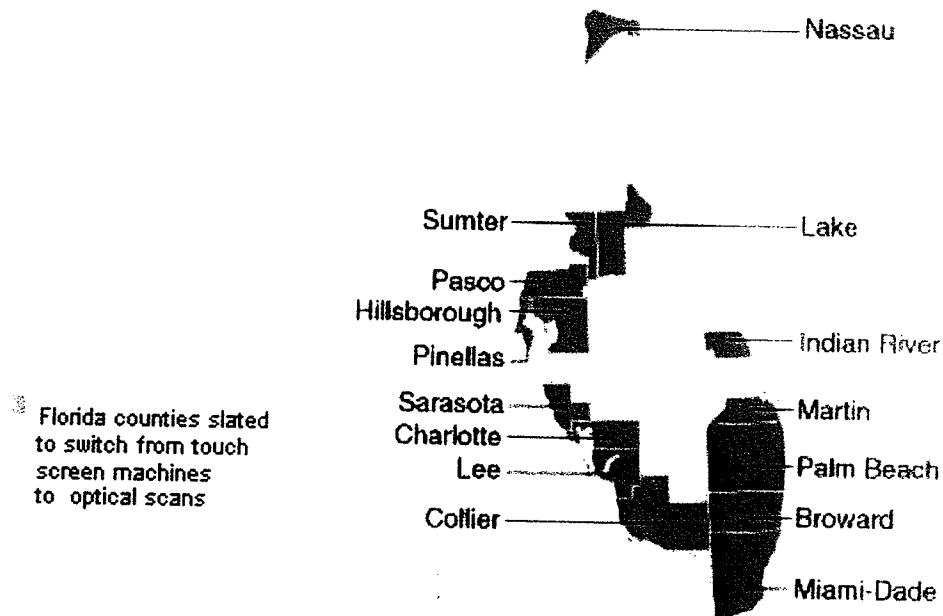 Nassau
Sumter
Lake
Pasco
Hillsborough
Indian River
Pinellas
Sarasota
Martin
Florida counties slated
to switch from touch
screen machines
to optical scans
Charlotte
Lee
Palm Beach
Collier
Broward
Miami-Dade